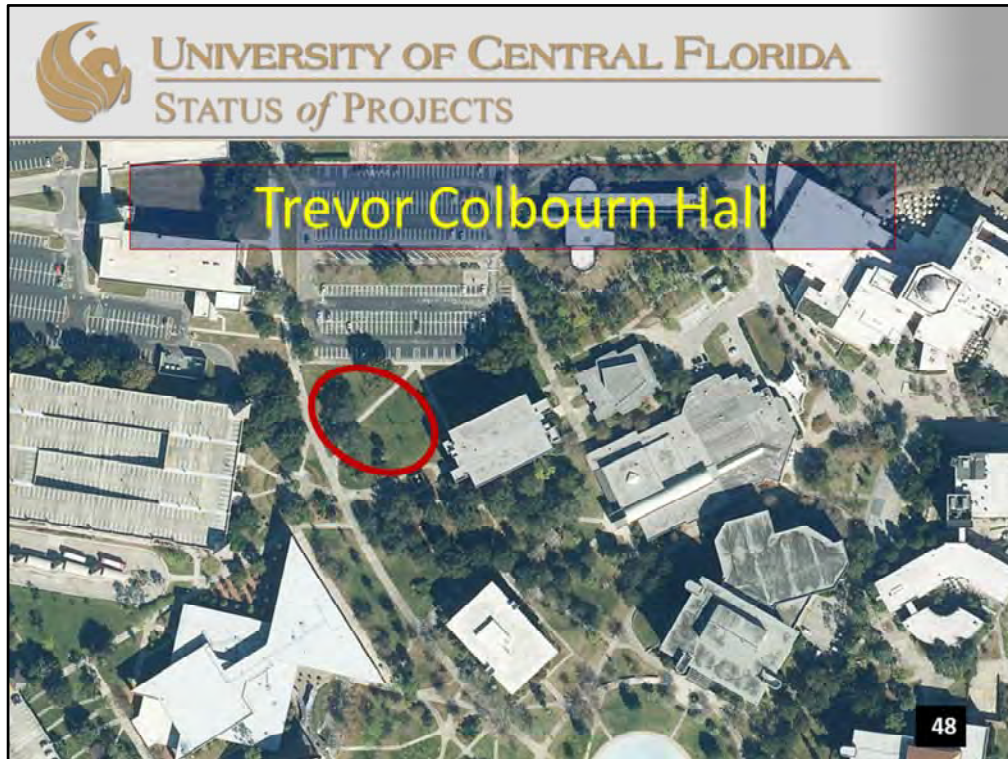 UNIVERSITY OF CENTRAL FLORIDA
STATUS of PROJECTS
Trevor Colbourn Hall
48